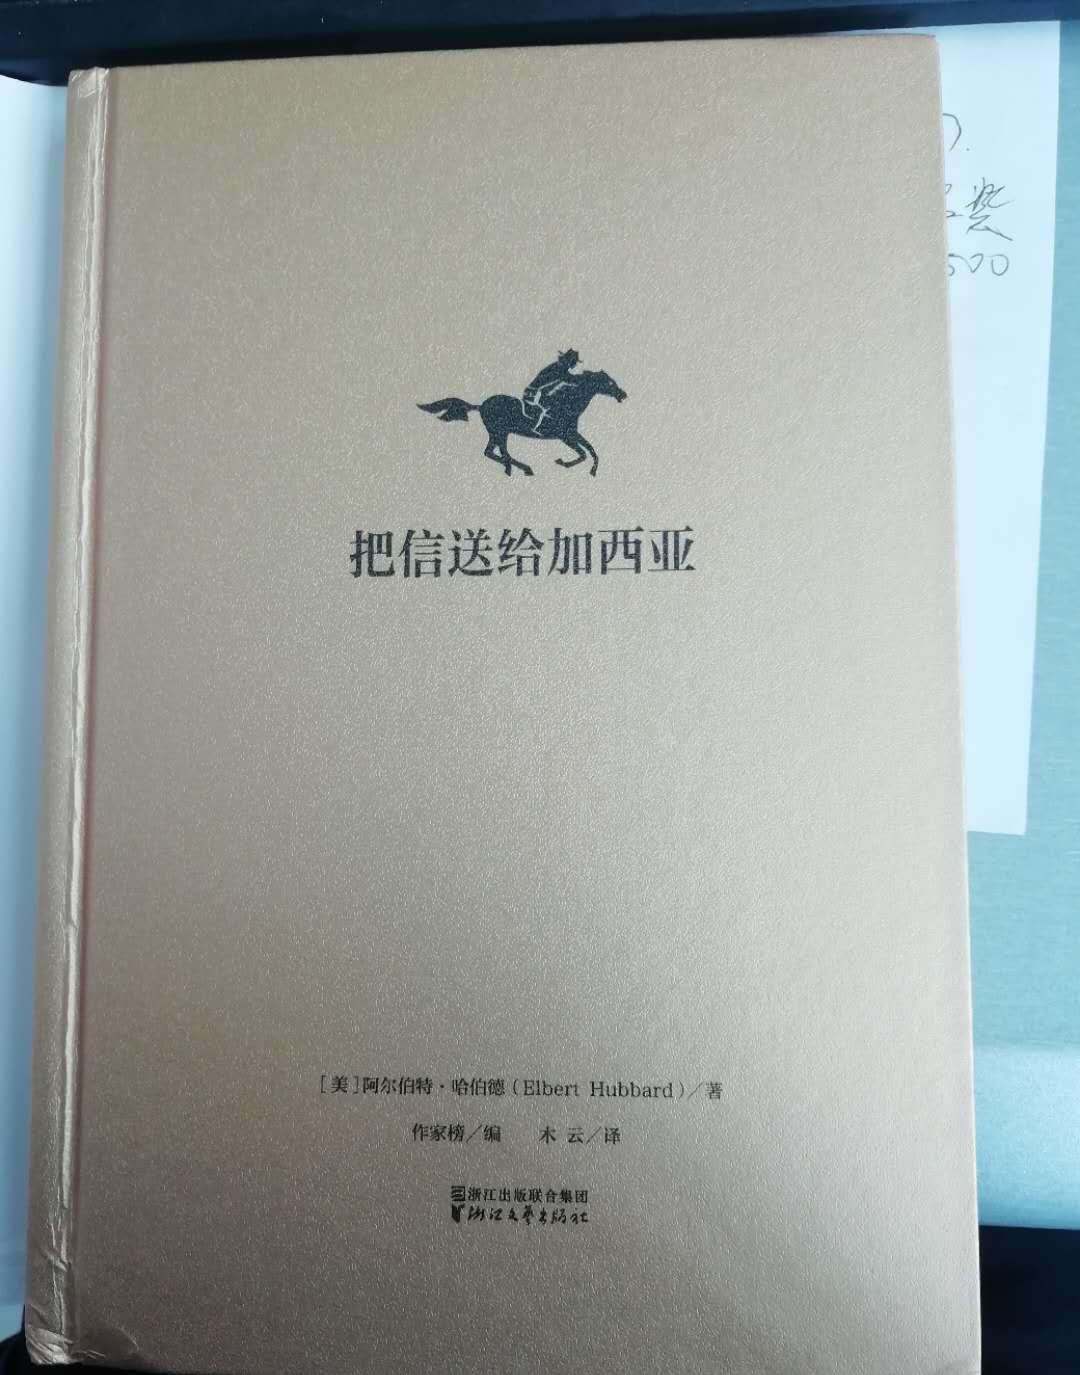 把信送给加西亚
[美]阿尔伯特·哈伯德(Elbert Hubbard)／著
作家榜／编　木 云／译
浙江出版联合集团
浙江文艺出版社
500